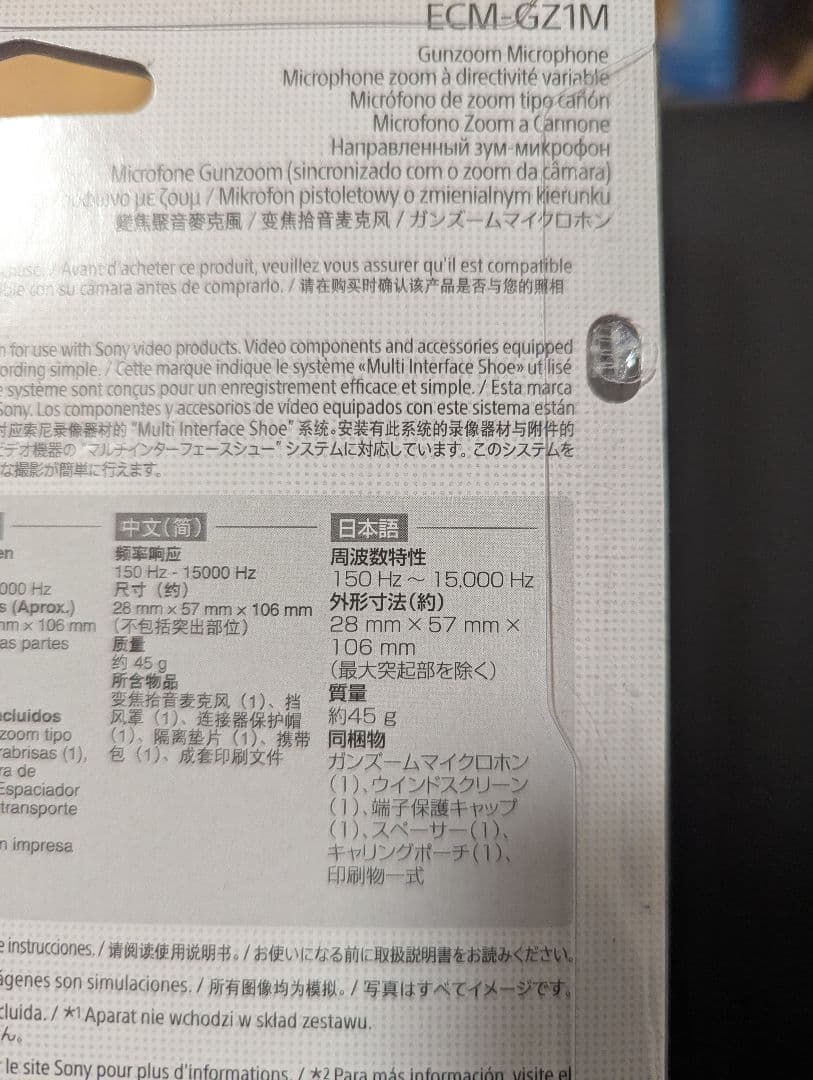 ECM-GZ1M
Gunzoom Microphone
Microphone zoom à directivité variable
Micrófono de zoom tipo cañón
Microfono Zoom a Cannone
Направленный зум-микрофон
Microfone Gunzoom (sincronizado com o zoom da câmara)
με ζουμ / Mikrofon pistoletowy o zmienialnym kierunku
變焦聚音麥克風 / 变焦拾音麦克风 / ガンズームマイクロホン
/ Avant d'acheter ce produit, veuillez vous assurer qu'il est compatible
con su cámara antes de comprarlo. / 请在购买时确认该产品是否与您的照相
for use with Sony video products. Video components and accessories equipped
ording simple. / Cette marque indique le système «Multi Interface Shoe» utilisé
système sont conçus pour un enregistrement efficace et simple. / Esta marca
Sony. Los componentes y accesorios de vídeo equipados con este sistema están
对应索尼录像器材的 "Multi Interface Shoe" 系统。安装有此系统的录像器材与附件的
デオ機器の "マルチインターフェースシュー" システムに対応しています。このシステムを
な撮影が簡単に行えます。
en
000 Hz
s (Aprox.)
mm x 106 mm
as partes
cluidos
zoom tipo
rabrisas (1),
ra de
Espaciador
transporte
n impresa
中文(简)
频率响应
150 Hz - 15000 Hz
尺寸（约）
28 mm × 57 mm × 106 mm
（不包括突出部位）
质量
约 45 g
所含物品
变焦拾音麦克风（1）、挡
风罩（1）、连接器保护帽
（1）、隔离垫片（1）、携带
包（1）、成套印刷文件
日本語
周波数特性
150 Hz ～ 15,000 Hz
外形寸法(約)
28 mm × 57 mm ×
106 mm
（最大突起部を除く）
質量
約45 g
同梱物
ガンズームマイクロホン
(1)、ウインドスクリーン
(1)、端子保護キャップ
(1)、スペーサー(1)、
キャリングポーチ(1)、
印刷物一式
e instrucciones. / 请阅读使用说明书。/ お使いになる前に取扱説明書をお読みください。
ágenes son simulaciones. / 所有图像均为模拟。/ 写真はすべてイメージです。
cluida. / *1 Aparat nie wchodzi w skład zestawu.
ん。
r le site Sony pour plus d'informations. / *2 Para más información, visite el